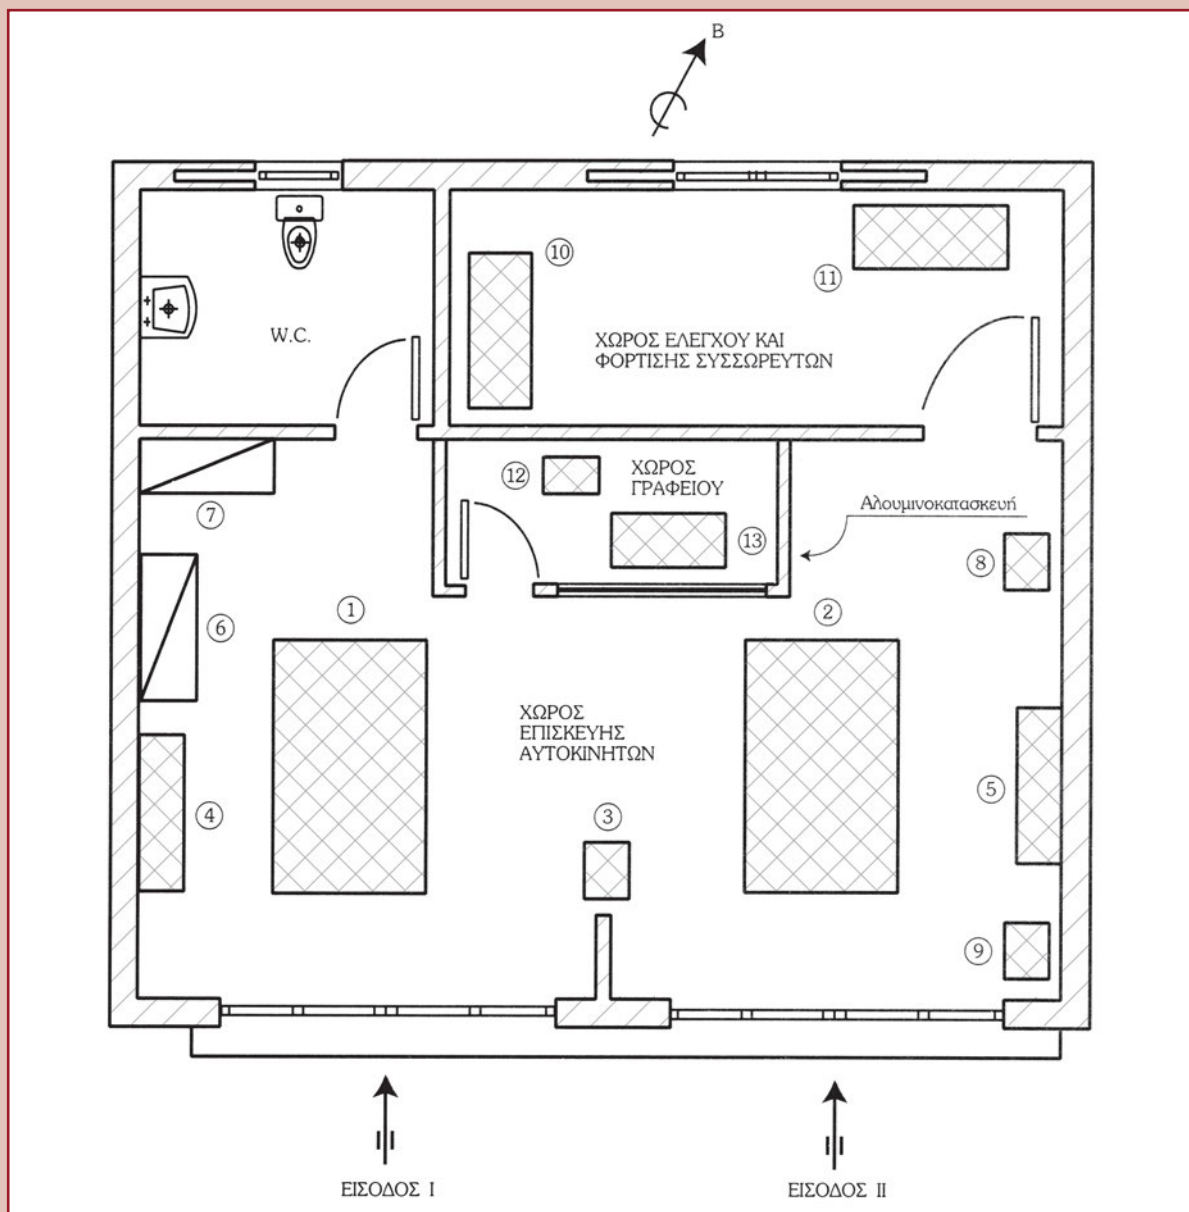 Β
⑩
⑪
W.C.
ΧΩΡΟΣ ΕΛΕΓΧΟΥ ΚΑΙ
ΦΟΡΤΙΣΗΣ ΣΥΣΣΩΡΕΥΤΩΝ
⑫
ΧΩΡΟΣ
ΓΡΑΦΕΙΟΥ
⑦
⑬
Αλουμινοκατασκευή
⑧
⑥
①
②
ΧΩΡΟΣ
ΕΠΙΣΚΕΥΗΣ
ΑΥΤΟΚΙΝΗΤΩΝ
④
③
⑤
⑨
ΕΙΣΟΔΟΣ Ι
ΕΙΣΟΔΟΣ ΙΙ